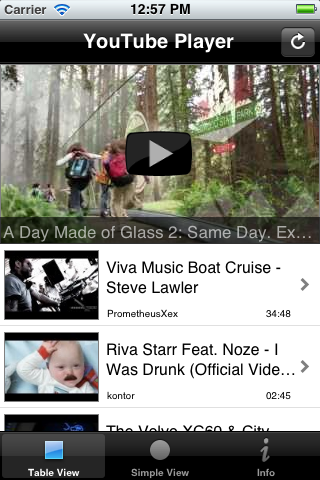 Carrier 12:57 PM
YouTube Player
A Day Made of Glass 2: Same Day. Ex...
Viva Music Boat Cruise -
Steve Lawler
PrometheusXex 34:48
Riva Starr Feat. Noze - I
Was Drunk (Official Vide...
kontor 02:45
The Volvo XC60 & City
Table View Simple View Info